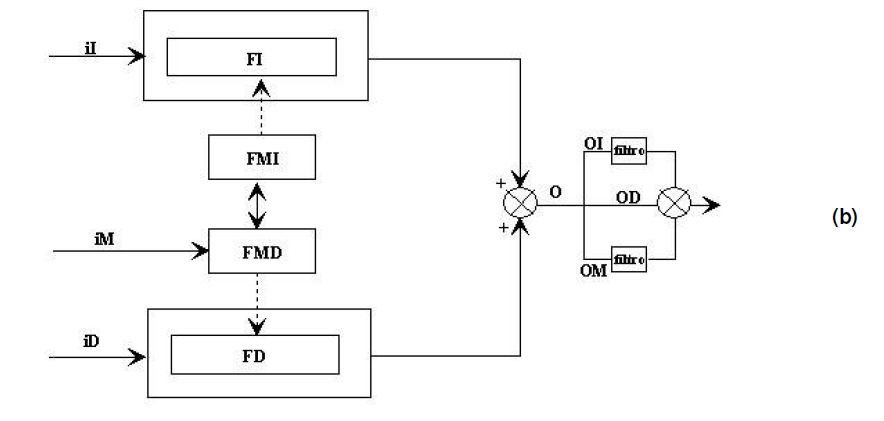 iI
FI
FMI
+
O
OI
filtro
OD
(b)
iM
+
FMD
filtro
OM
iD
FD